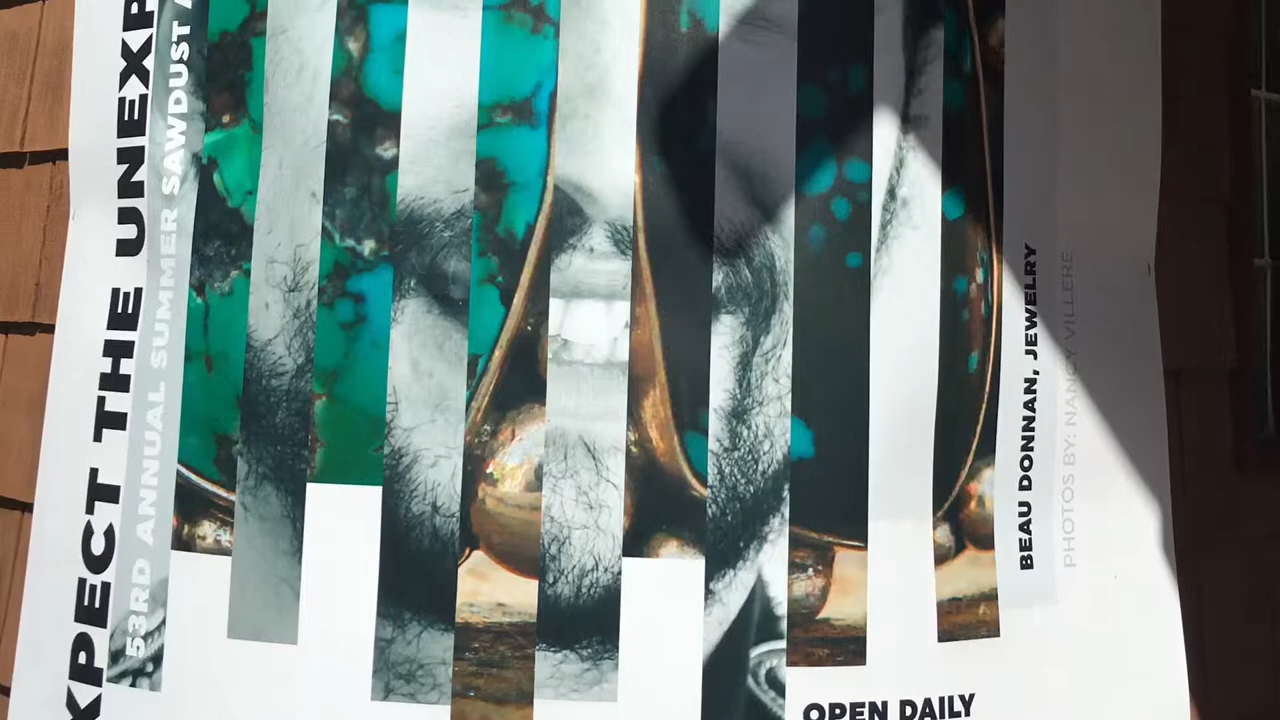 XPECT THE UNEXP
53RD ANNUAL SUMMER SAWDUST A
BEAU DONNAN, JEWELRY
PHOTOS BY: NANCY VILLERE
OPEN DAILY